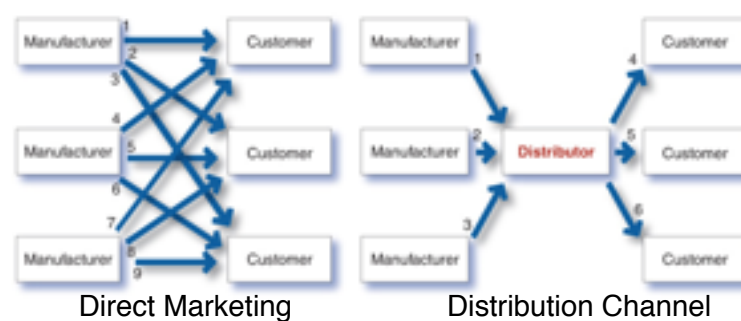 1
Manufacturer
Customer
2
3
4
Manufacturer
5
Customer
6
7
Manufacturer
8
Customer
9
Direct Marketing
Manufacturer
Customer
1
4
Manufacturer
2
Distributor
5
Customer
3
6
Manufacturer
Customer
Distribution Channel